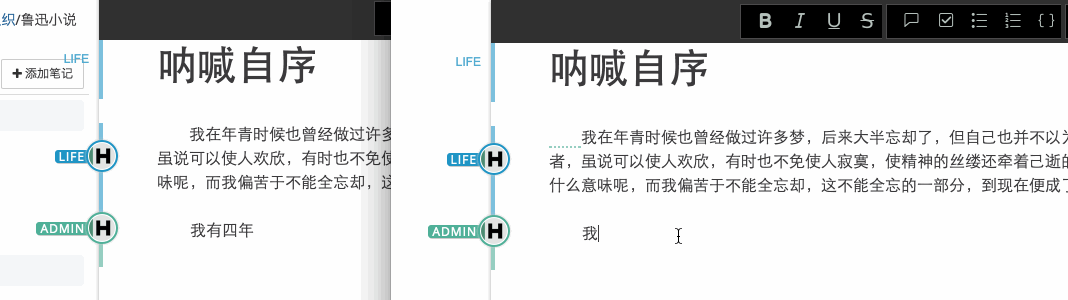 织/鲁迅小说
LIFE
添加笔记
呐喊自序
我在年青时候也曾经做过许多
LIFE H
虽说可以使人欢欣，有时也不免使
味呢，而我偏苦于不能全忘却，这
ADMIN H
我有四年
B I U S
LIFE
呐喊自序
我在年青时候也曾经做过许多梦，后来大半忘却了，但自己也并不以为
LIFE H
者，虽说可以使人欢欣，有时也不免使人寂寞，使精神的丝缕还牵着己逝的
什么意味呢，而我偏苦于不能全忘却，这不能全忘的一部分，到现在便成了
ADMIN H
我